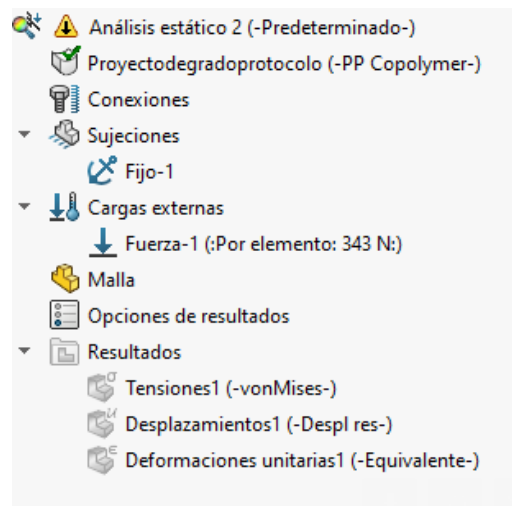 Análisis estático 2 (-Predeterminado-)
Proyectodegradoprotocolo (-PP Copolymer-)
Conexiones
Sujeciones
Fijo-1
Cargas externas
Fuerza-1 (:Por elemento: 343 N:)
Malla
Opciones de resultados
Resultados
Tensiones1 (-vonMises-)
Desplazamientos1 (-Despl res-)
Deformaciones unitarias1 (-Equivalente-)